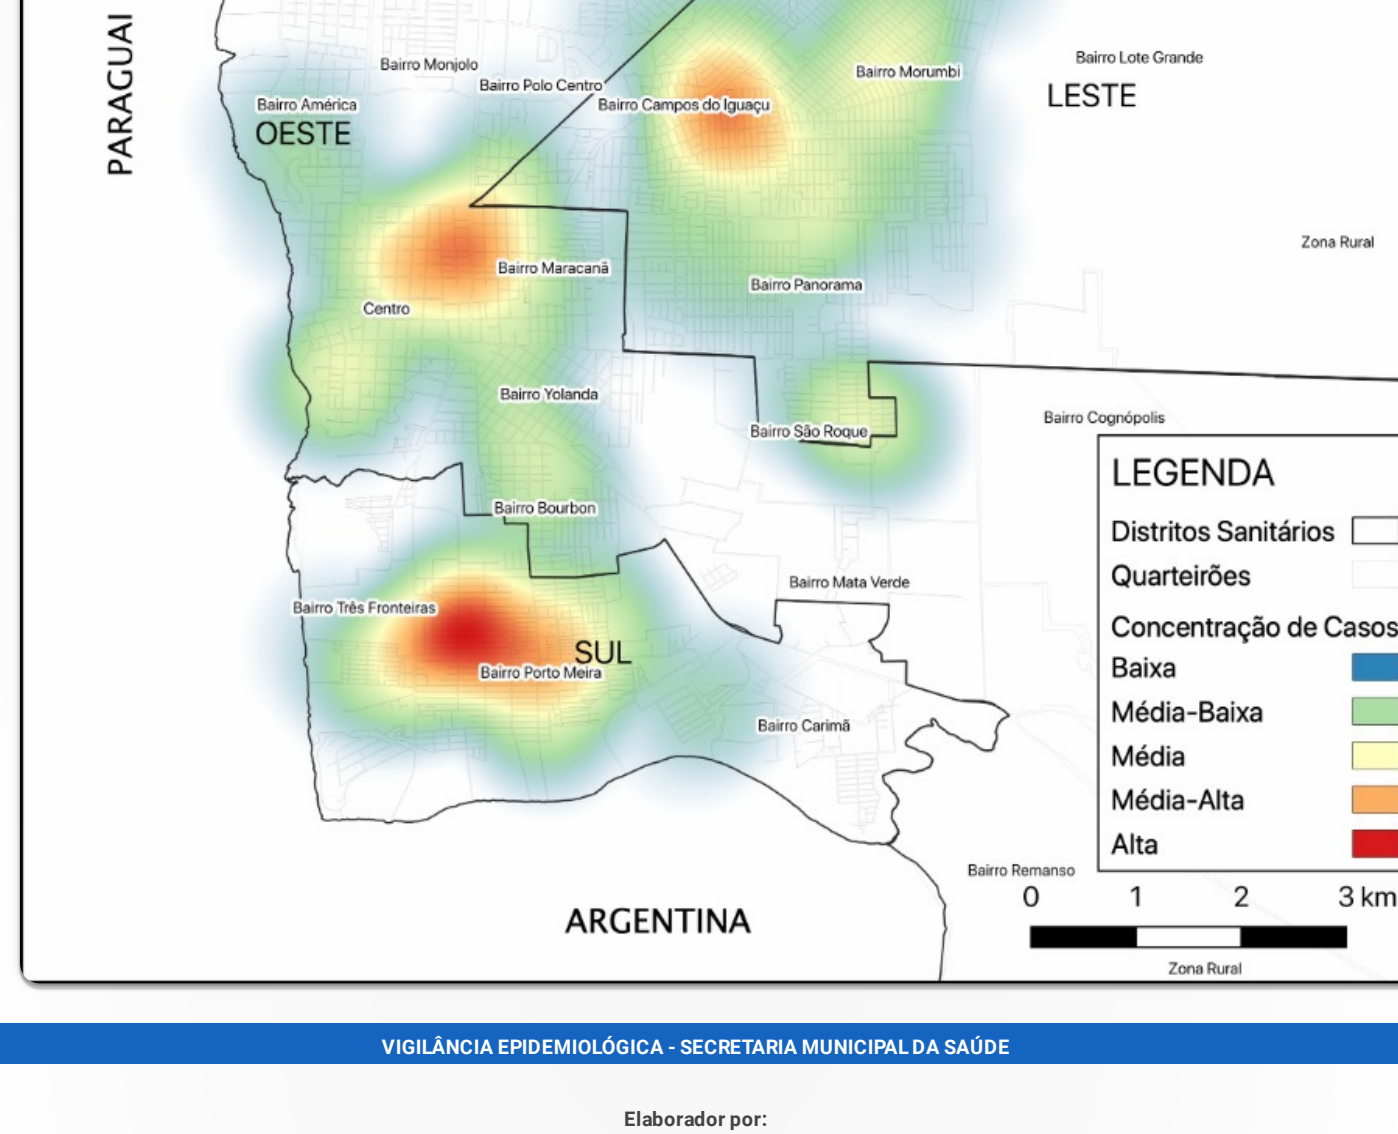 PARAGUAI
Bairro Lote Grande
Bairro Monjolo
Bairro Morumbi
Bairro Polo Centro
LESTE
Bairro América
Bairro Campos do Iguaçu
OESTE
Zona Rural
Bairro Maracanã
Bairro Panorama
Centro
Bairro Yolanda
Bairro São Roque
Bairro Cognópolis
LEGENDA
Distritos Sanitários
Quarteirões
Concentração de Casos
Baixa
Média-Baixa
Média
Média-Alta
Alta
Bairro Bourbon
Bairro Mata Verde
Bairro Três Fronteiras
SUL
Bairro Porto Meira
Bairro Carimã
Bairro Remanso
0 1 2 3 km
ARGENTINA
Zona Rural
VIGILÂNCIA EPIDEMIOLÓGICA - SECRETARIA MUNICIPAL DA SAÚDE
Elaborador por: